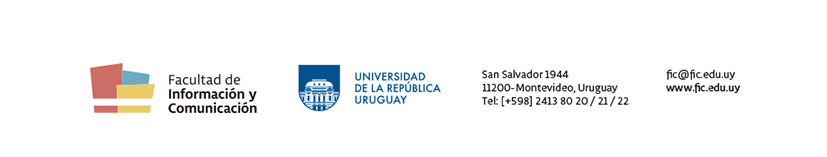 Facultad de
Información y
Comunicación
UNIVERSIDAD
DE LA REPÚBLICA
URUGUAY
San Salvador 1944
11200-Montevideo, Uruguay
Tel: [+598] 2413 80 20 / 21 / 22
fic@fic.edu.uy
www.fic.edu.uy